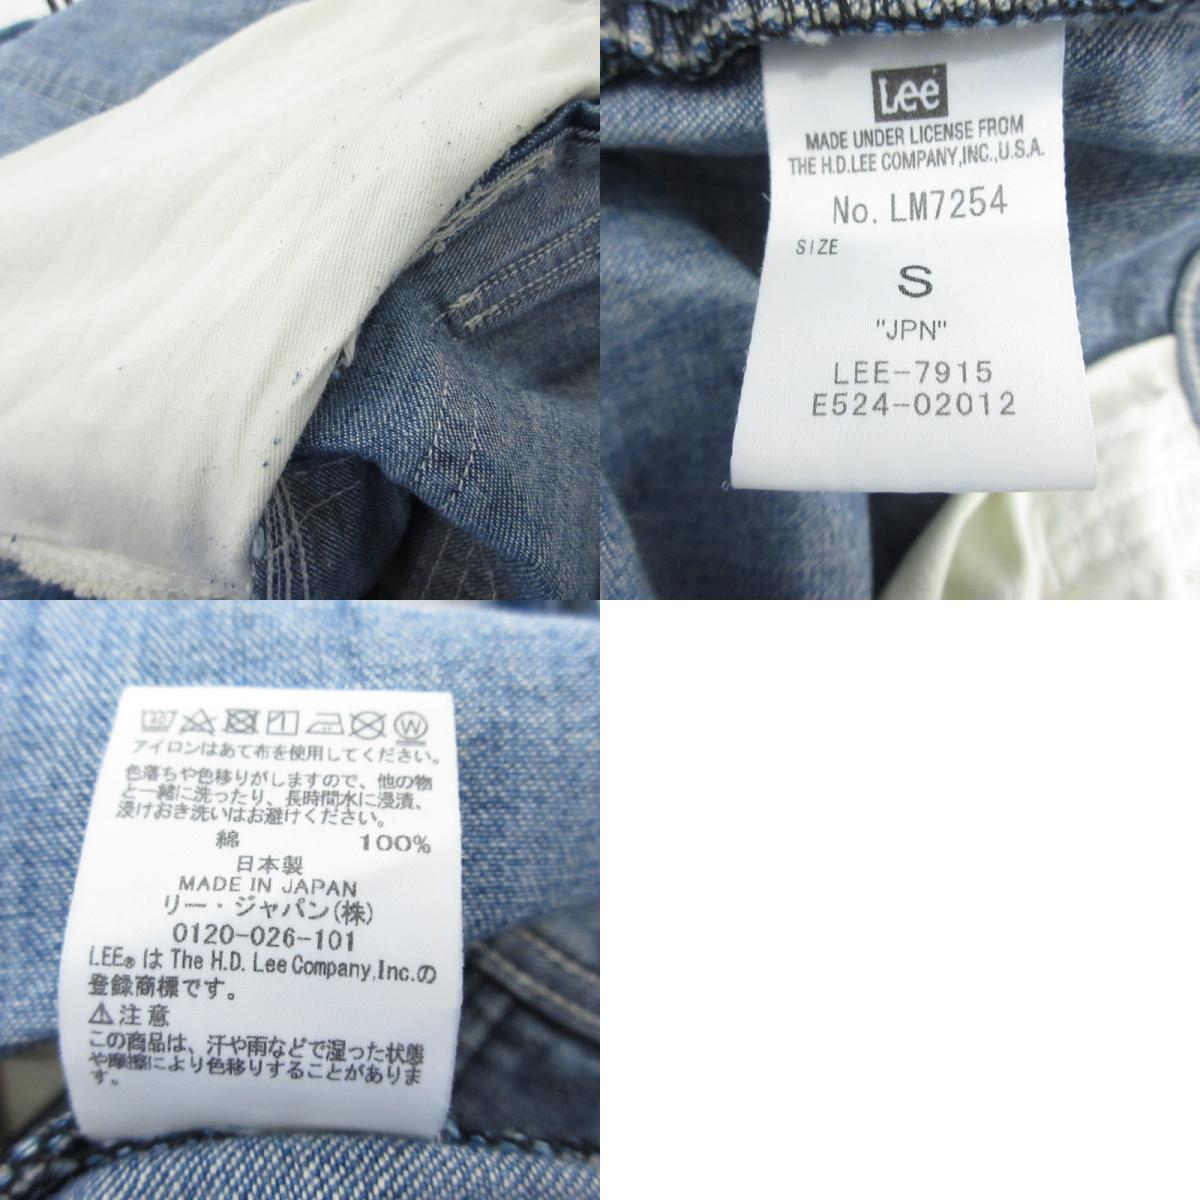 Lee
MADE UNDER LICENSE FROM
THE H.D.LEE COMPANY,INC.,U.S.A.
No. LM7254
SIZE
S
"JPN"
LEE-7915
E524-02012
40 W
アイロンはあて布を使用してください。
色落ちや色移りがしますので、他の物
と一緒に洗ったり、長時間水に浸漬、
浸けおき洗いはお避けください。
綿 100%
日本製
MADE IN JAPAN
リー・ジャパン(株)
0120-026-101
LEE® は The H.D. Lee Company,Inc.の
登録商標です。
⚠注意
この商品は、汗や雨などで湿った状態
や摩擦により色移りすることがありま
す。